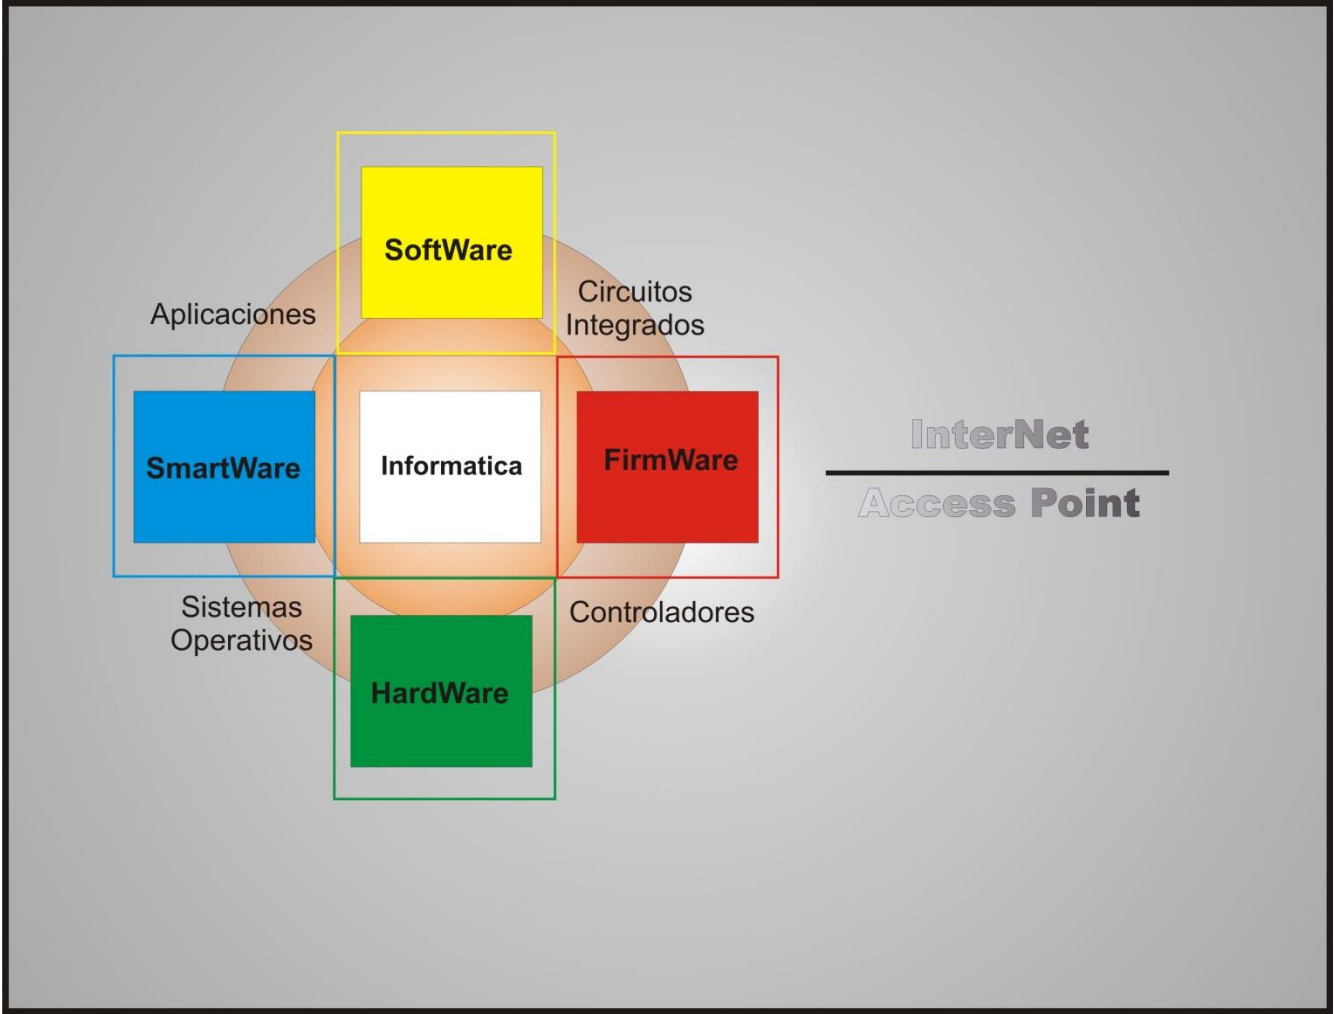 SoftWare
Aplicaciones
Circuitos
Integrados
SmartWare
Informatica
FirmWare
InterNet
Access Point
Sistemas
Operativos
Controladores
HardWare